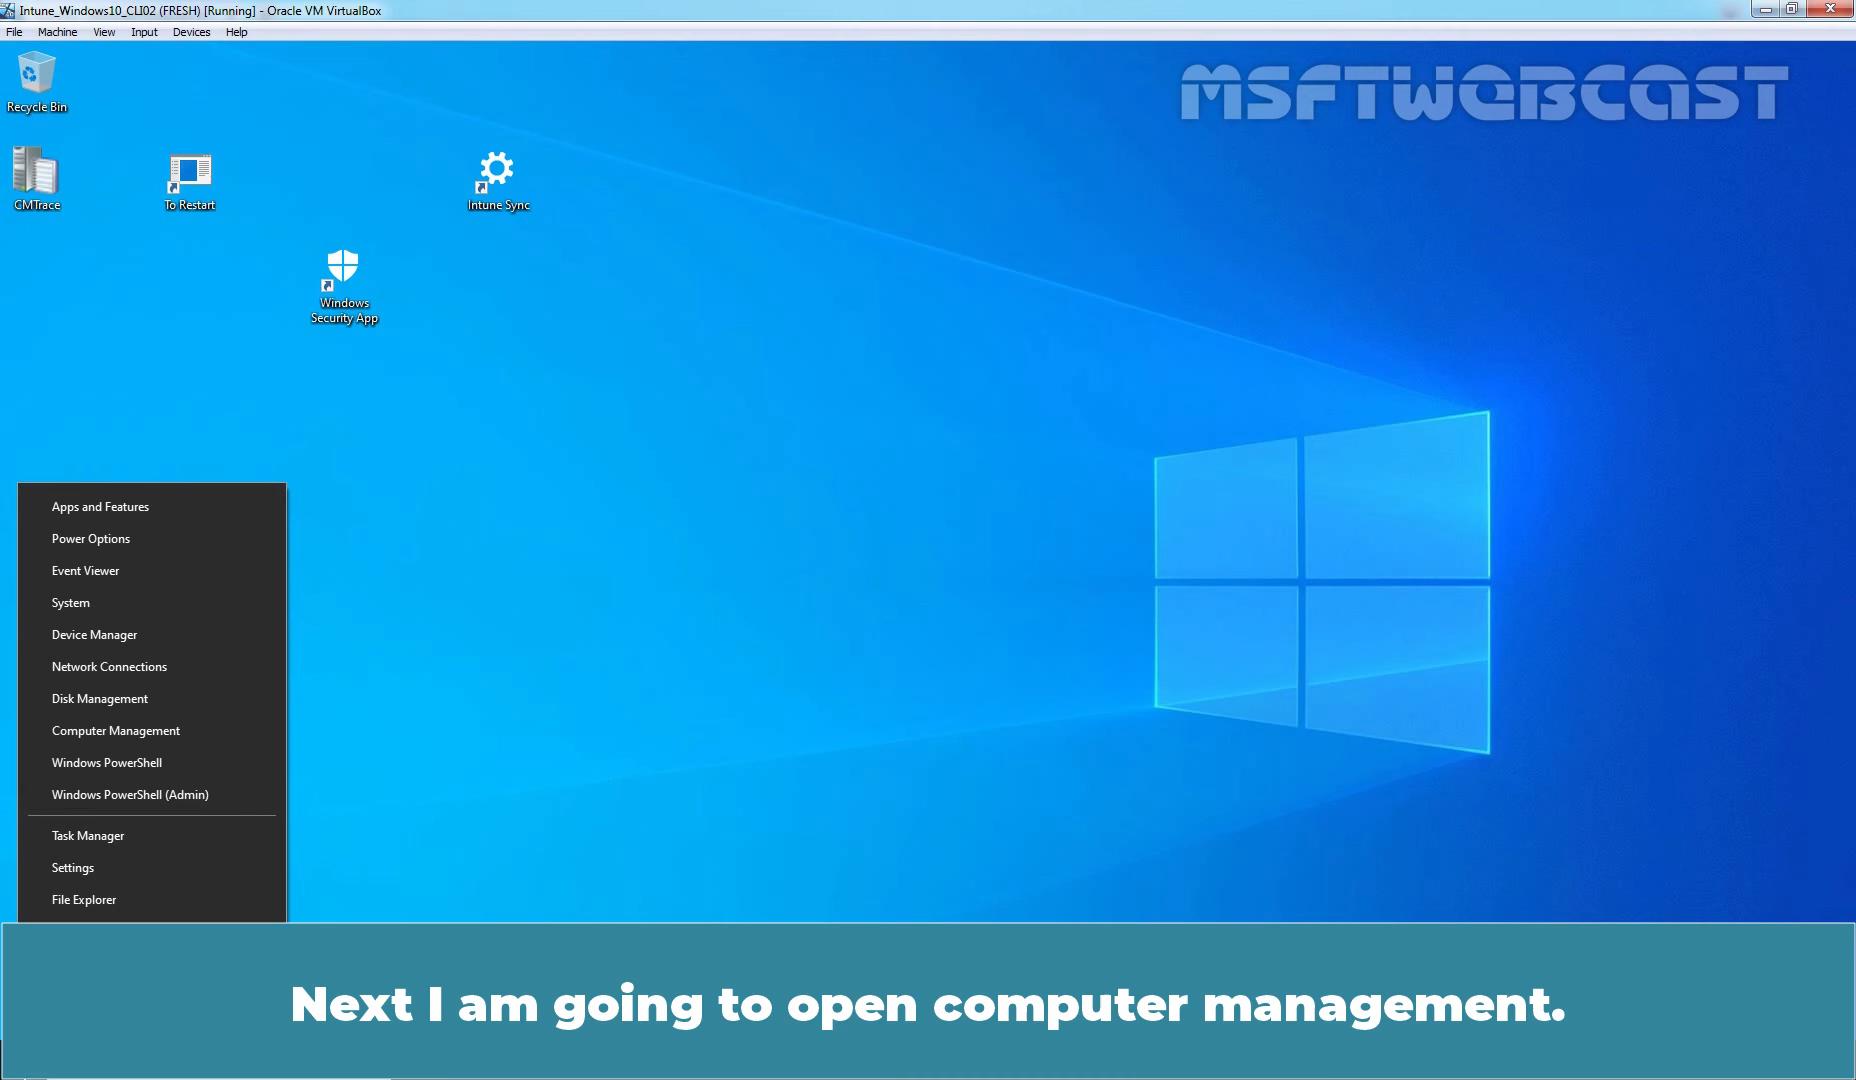 Intune_Windows10_CLI02 (FRESH) [Running] - Oracle VM VirtualBox
File Machine View Input Devices Help
MSFTWEBCAST
Recycle Bin
CMTrace
To Restart
Intune Sync
Windows
Security App
Apps and Features
Power Options
Event Viewer
System
Device Manager
Network Connections
Disk Management
Computer Management
Windows PowerShell
Windows PowerShell (Admin)
Task Manager
Settings
File Explorer
Next I am going to open computer management.